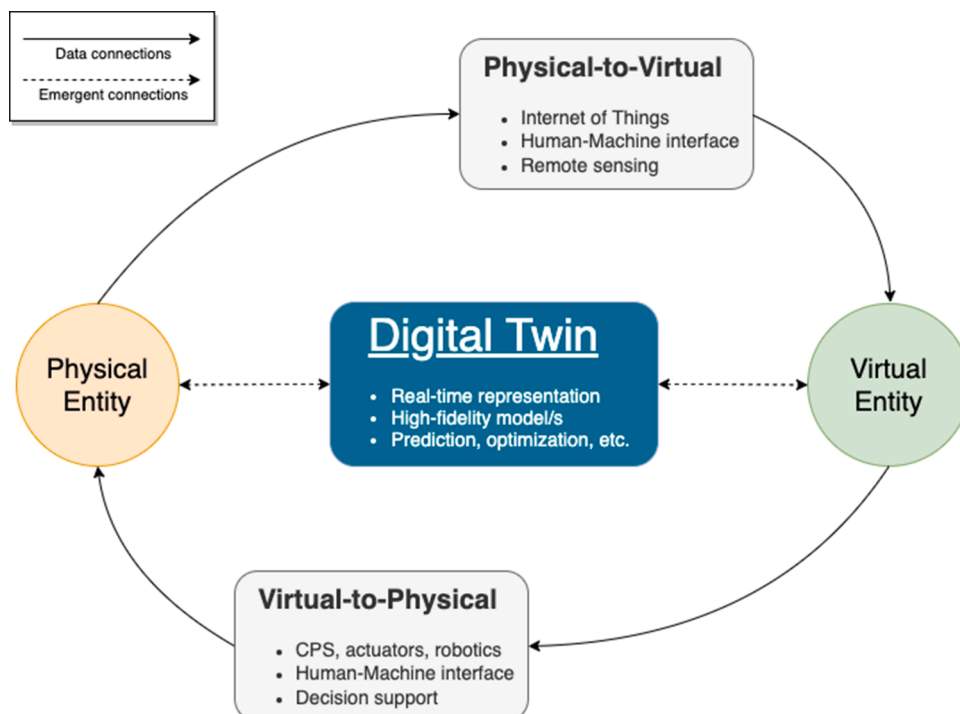 Data connections
Emergent connections
Physical-to-Virtual
• Internet of Things
• Human-Machine interface
• Remote sensing
Physical
Entity
Digital Twin
• Real-time representation
• High-fidelity model/s
• Prediction, optimization, etc.
Virtual
Entity
Virtual-to-Physical
• CPS, actuators, robotics
• Human-Machine interface
• Decision support